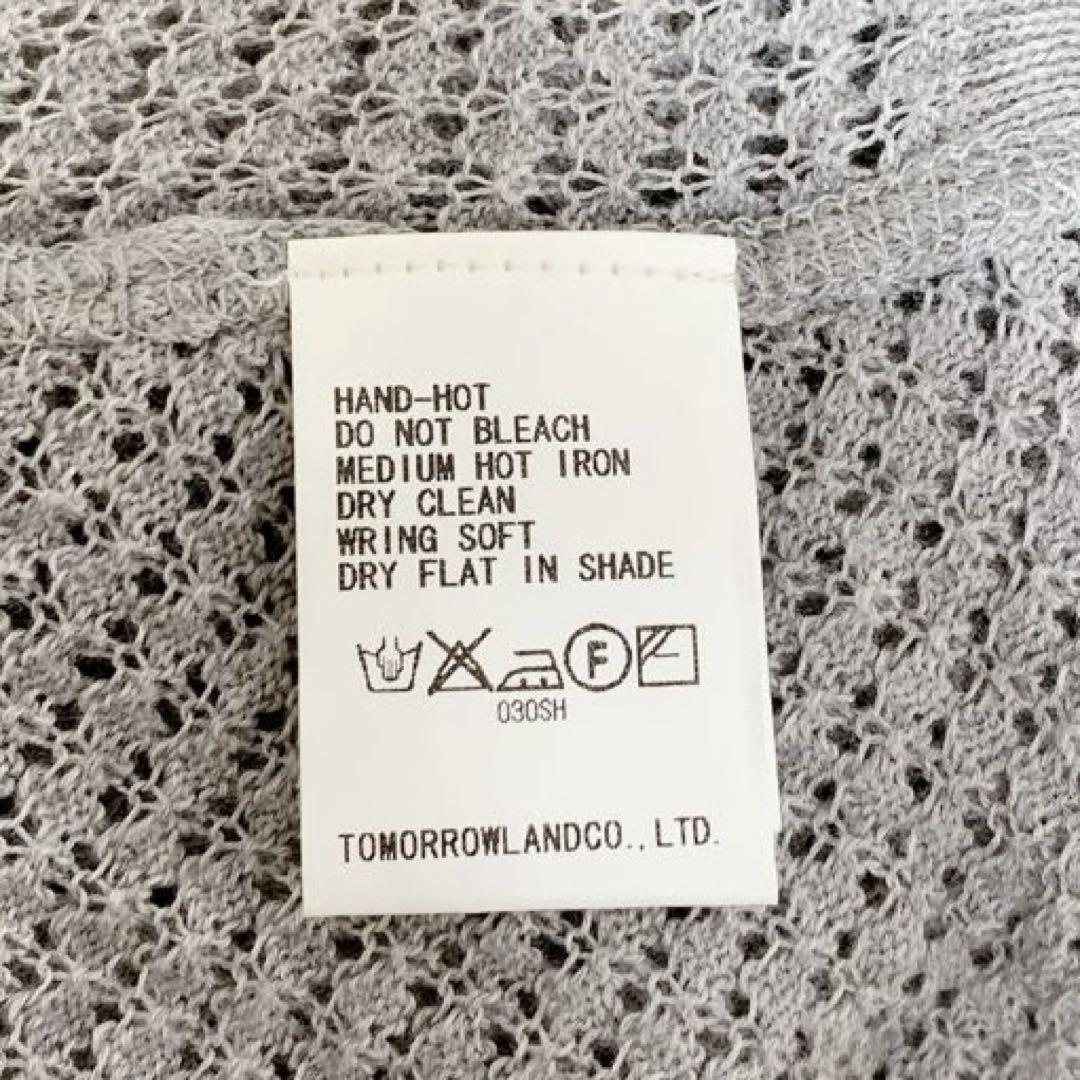 HAND-HOT
DO NOT BLEACH
MEDIUM HOT IRON
DRY CLEAN
WRING SOFT
DRY FLAT IN SHADE
F
030SH
TOMORROWLANDCO.,LTD.